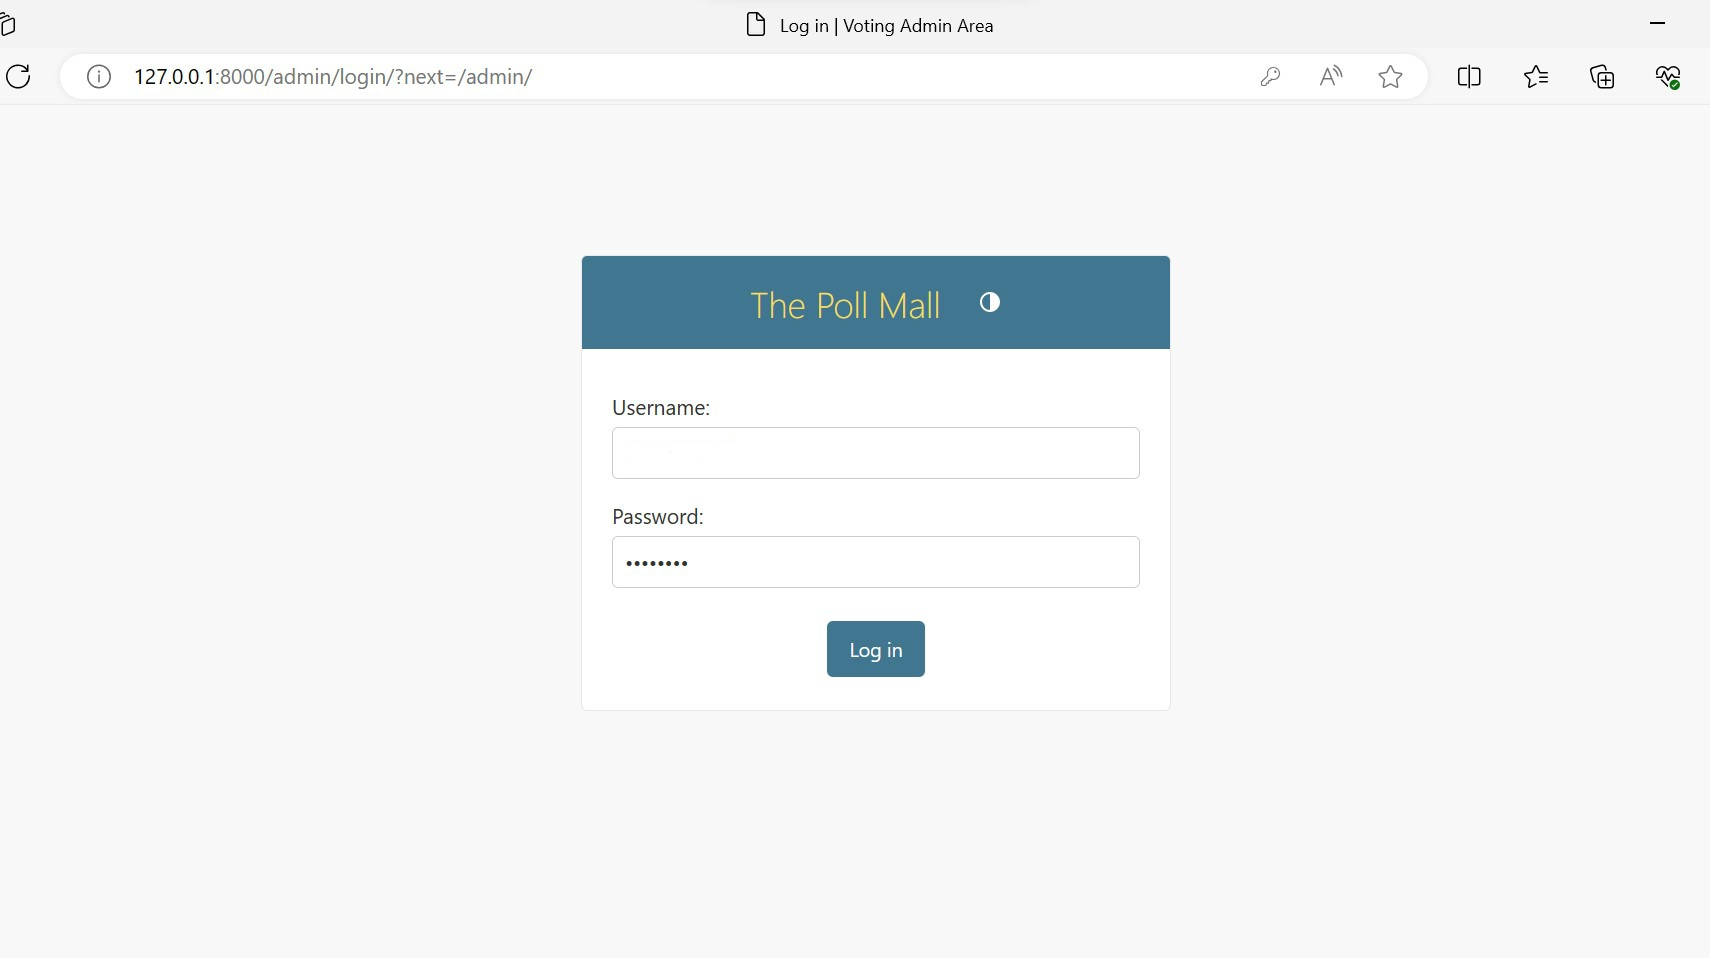 Log in | Voting Admin Area
127.0.0.1:8000/admin/login/?next=/admin/
The Poll Mall
Username:
Password:
••••••••
Log in